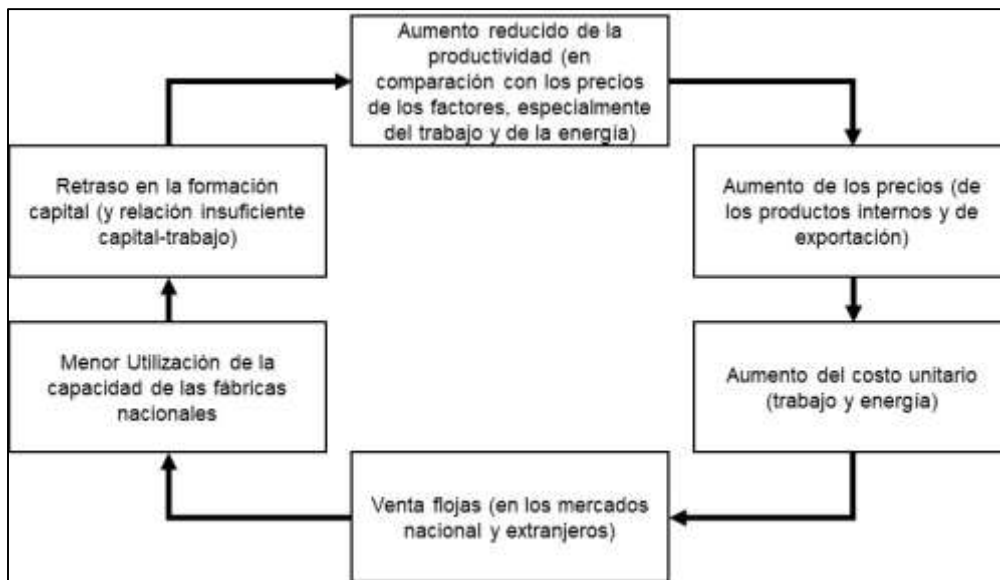 Aumento reducido de la
productividad (en
comparación con los precios
de los factores, especialmente
del trabajo y de la energía)
Aumento de los precios (de
los productos internos y de
exportación)
Aumento del costo unitario
(trabajo y energía)
Venta flojas (en los mercados
nacional y extranjeros)
Menor Utilización de la
capacidad de las fábricas
nacionales
Retraso en la formación
capital (y relación insuficiente
capital-trabajo)